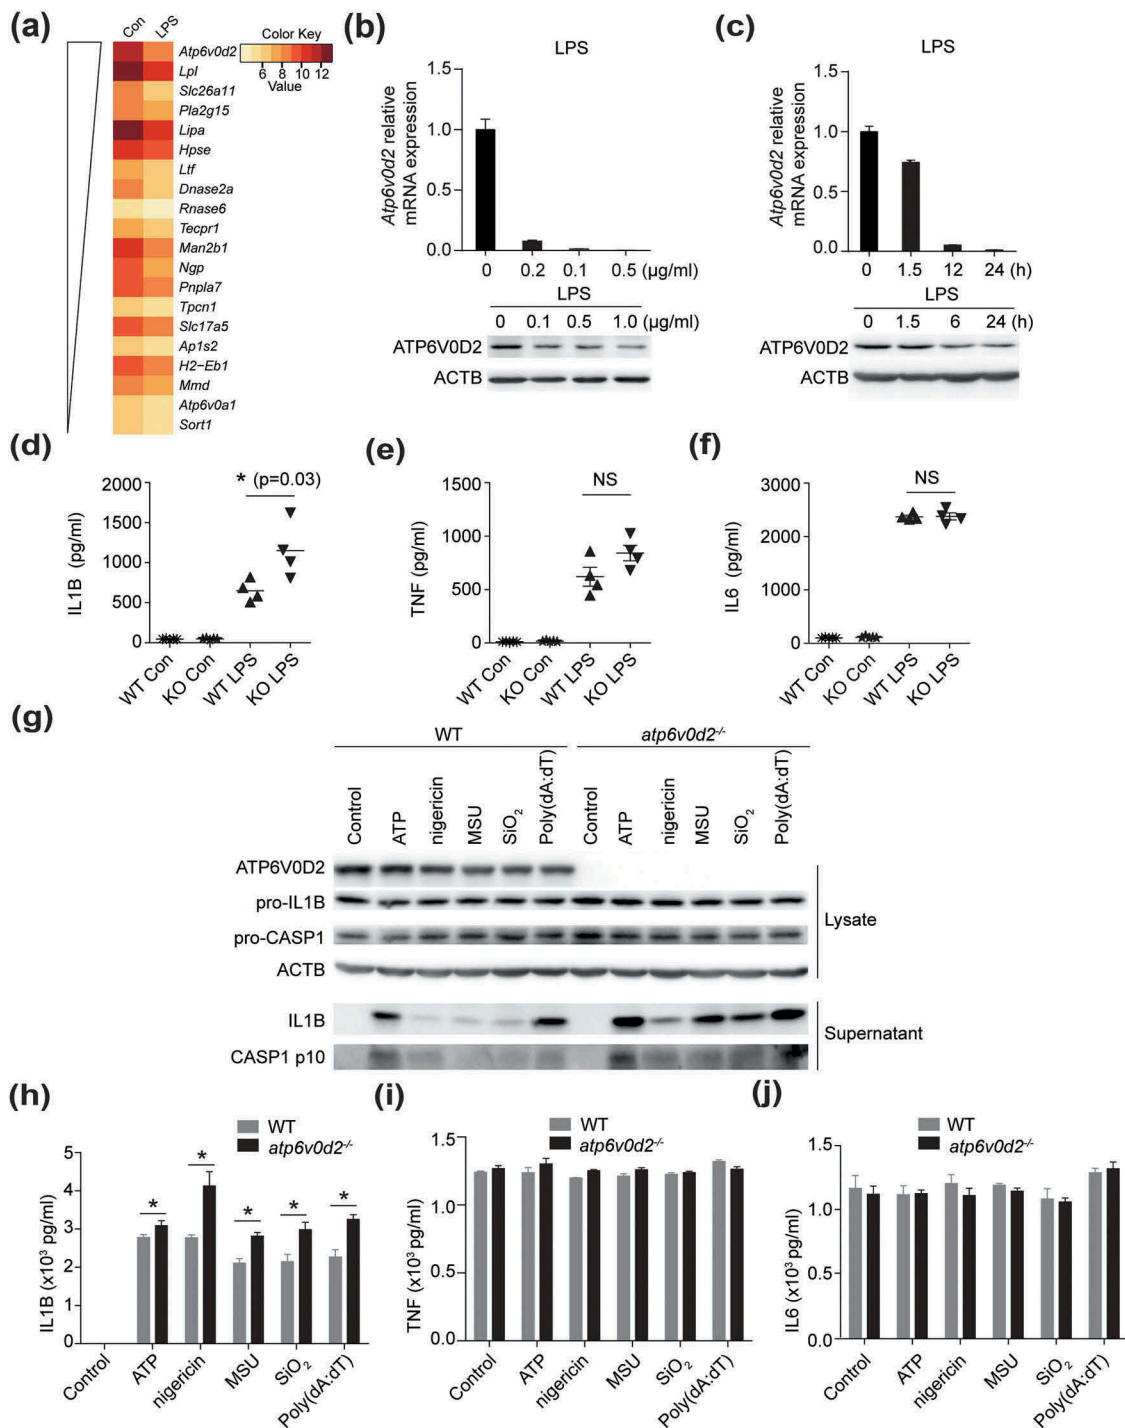 (a)
Con LPS
Color Key
6 8 10 12
Value
Atp6v0d2
Lpl
Slc26a11
Pla2g15
Lipa
Hpse
Ltf
Dnase2a
Rnase6
Tecpr1
Man2b1
Ngp
Pnpla7
Tpcn1
Slc17a5
Ap1s2
H2−Eb1
Mmd
Atp6v0a1
Sort1
(b)
LPS
Atp6v0d2 relative
mRNA expression
1.5
1.0
0.5
0.0
0 0.2 0.1 0.5 (µg/ml)
LPS
0 0.1 0.5 1.0 (µg/ml)
ATP6V0D2
ACTB
(c)
LPS
Atp6v0d2 relative
mRNA expression
1.5
1.0
0.5
0.0
0 1.5 12 24 (h)
LPS
0 1.5 6 24 (h)
ATP6V0D2
ACTB
(d)
IL1B (pg/ml)
2000
1500
1000
500
0
* (p=0.03)
WT Con
KO Con
WT LPS
KO LPS
(e)
TNF (pg/ml)
1500
1000
500
0
NS
WT Con
KO Con
WT LPS
KO LPS
(f)
IL6 (pg/ml)
3000
2000
1000
0
NS
WT Con
KO Con
WT LPS
KO LPS
(g)
WT atp6v0d2-/-
Control ATP nigericin MSU SiO2 Poly(dA:dT) Control ATP nigericin MSU SiO2 Poly(dA:dT)
ATP6V0D2
pro-IL1B
pro-CASP1
ACTB
Lysate
IL1B
CASP1 p10
Supernatant
(h)
WT
atp6v0d2-/-
IL1B (x10³ pg/ml)
5
4
3
2
1
0
* * * * *
Control ATP nigericin MSU SiO2 Poly(dA:dT)
(i)
WT
atp6v0d2-/-
TNF (x10³ pg/ml)
1.5
1.0
0.5
0.0
Control ATP nigericin MSU SiO2 Poly(dA:dT)
(j)
WT
atp6v0d2-/-
IL6 (x10³ pg/ml)
1.5
1.0
0.5
0.0
Control ATP nigericin MSU SiO2 Poly(dA:dT)